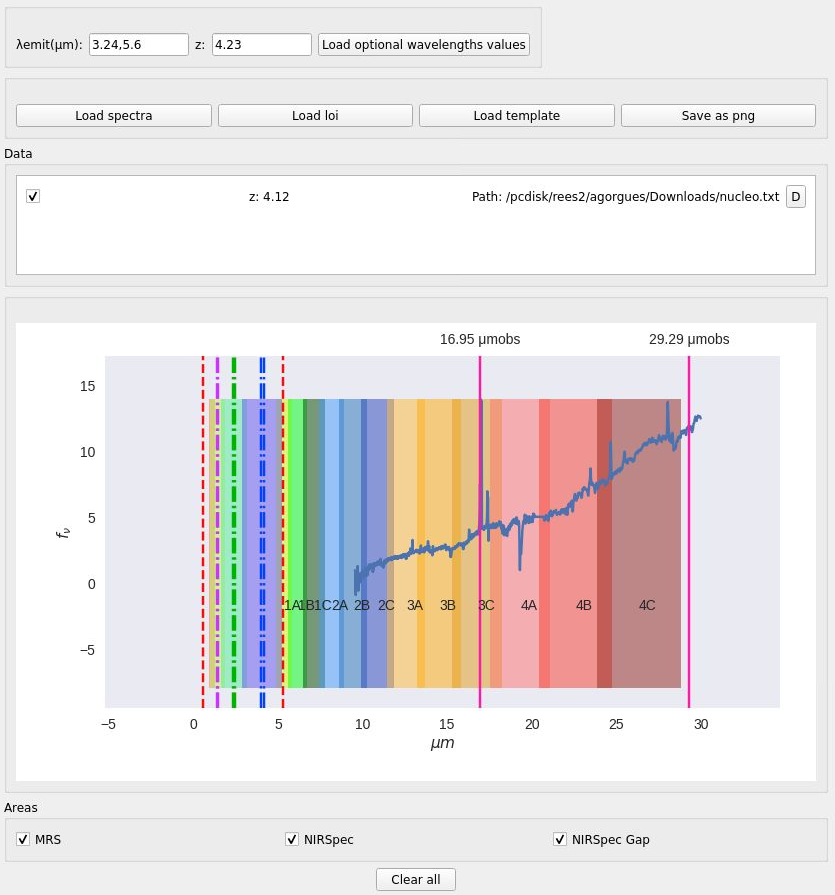 λemit(μm): 3.24,5.6 z: 4.23 Load optional wavelengths values
Load spectra Load loi Load template Save as png
Data
z: 4.12 Path: /pcdisk/rees2/agorgues/Downloads/nucleo.txt D
16.95 μmobs 29.29 μmobs
15
10
5
fν
0
1A 1B 1C 2A 2B 2C 3A 3B 3C 4A 4B 4C
−5
−5 0 5 10 15 20 25 30
μm
Areas
MRS NIRSpec NIRSpec Gap
Clear all